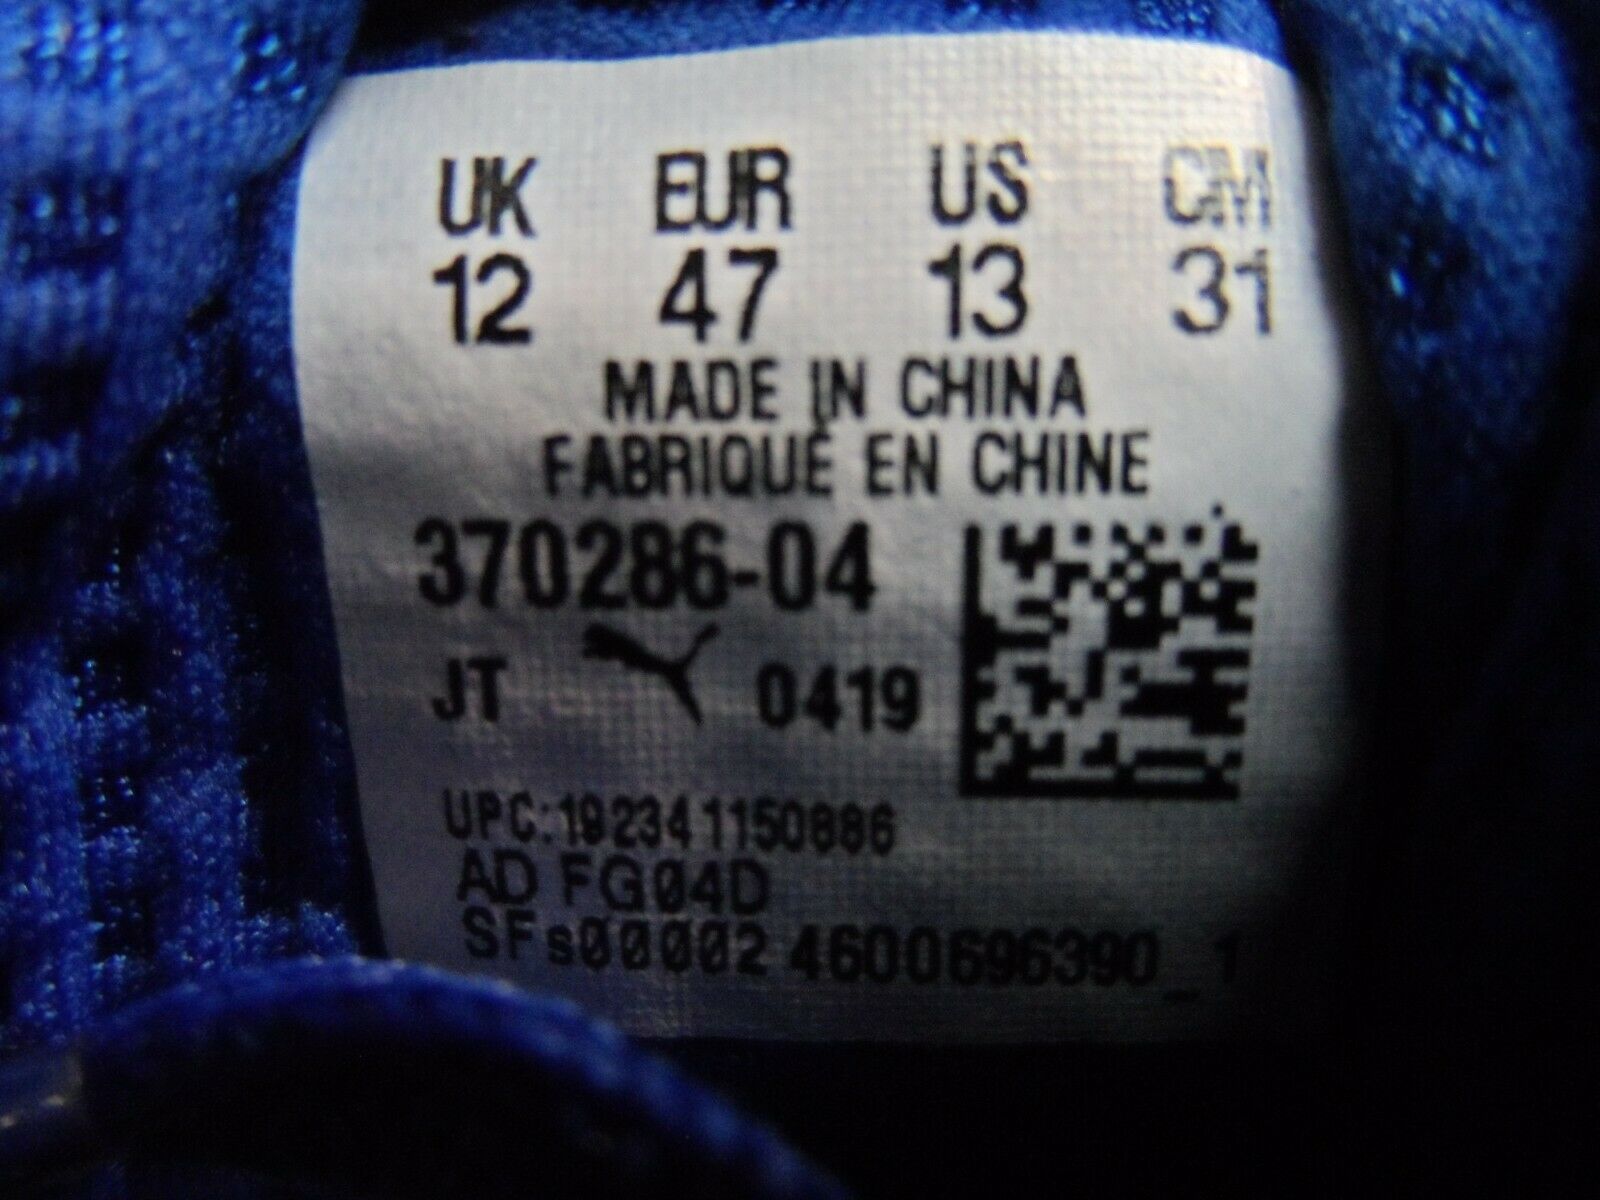 UK EUR US CM
12 47 13 31
MADE IN CHINA
FABRIQUÉ EN CHINE
370286-04
JT 0419
UPC:192341150886
AD FG04D
SFs00002 4600696390_1